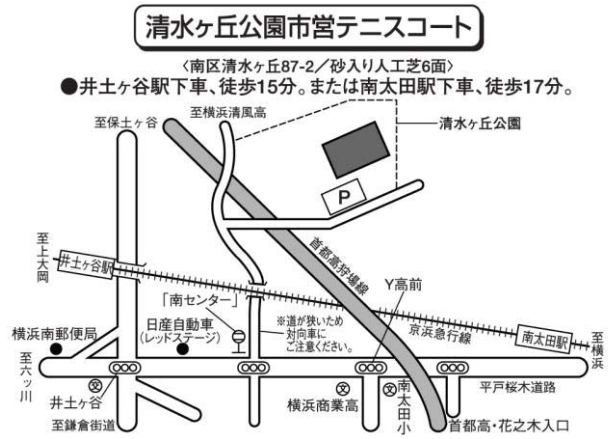 清水ヶ丘公園市営テニスコート
〈南区清水ヶ丘87-2／砂入り人工芝6面〉
●井土ヶ谷駅下車、徒歩15分。または南太田駅下車、徒歩17分。
至横浜清風高
至保土ヶ谷
清水ヶ丘公園
P
首都高狩場線
至上大岡
井土ヶ谷駅
Y高前
「南センター」
日産自動車
(レッドステージ)
※道が狭いため
対向車に
ご注意ください。
京浜急行線
南太田駅
至横浜
横浜南郵便局
至六ッ川
文
井土ヶ谷
至鎌倉街道
文
横浜商業高
文
南太田小
平戸桜木道路
首都高・花之木入口